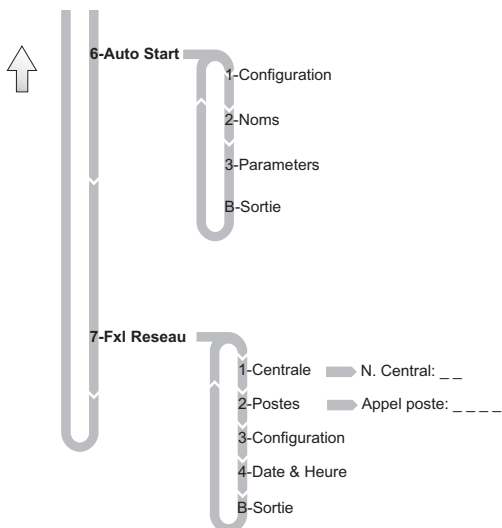 6-Auto Start
1-Configuration
2-Noms
3-Parameters
B-Sortie
7-Fxl Reseau
1-Centrale N. Central: _ _
2-Postes Appel poste: _ _ _ _
3-Configuration
4-Date & Heure
B-Sortie